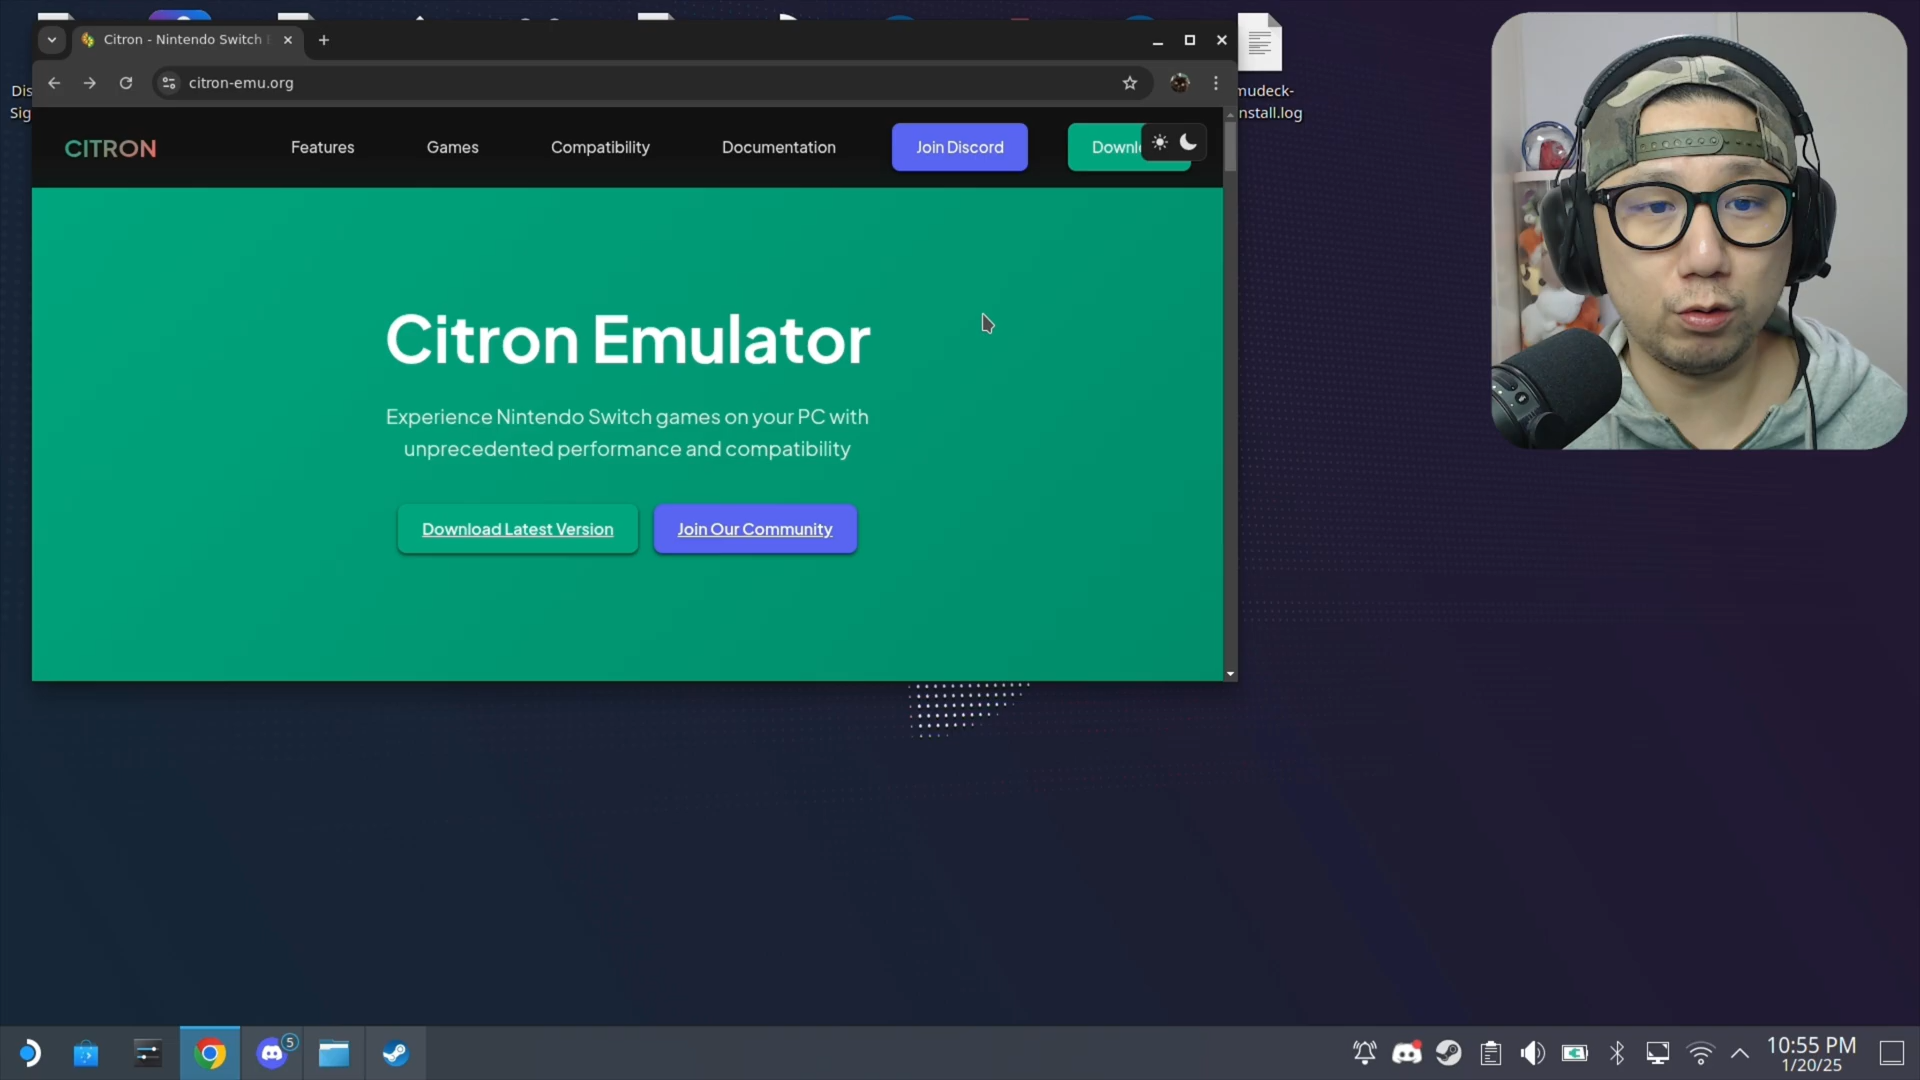 Citron - Nintendo Switch
citron-emu.org
Dis
Sig
mudeck-
nstall.log
CITRON
Features
Games
Compatibility
Documentation
Join Discord
Downl
Citron Emulator
Experience Nintendo Switch games on your PC with
unprecedented performance and compatibility
Download Latest Version
Join Our Community
5
10:55 PM
1/20/25